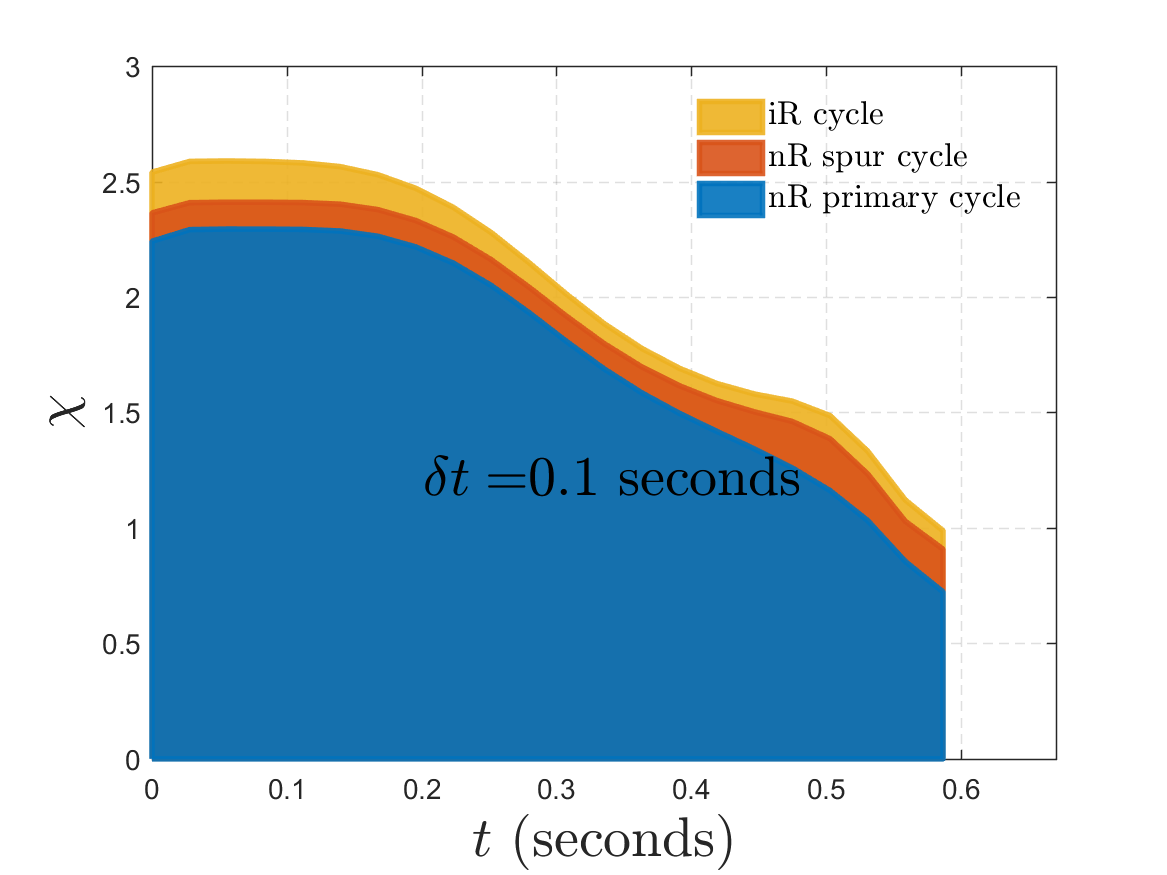 3
2.5
2
1.5
1
0.5
0
χ
iR cycle
nR spur cycle
nR primary cycle
δt =0.1 seconds
0 0.1 0.2 0.3 0.4 0.5 0.6
t (seconds)